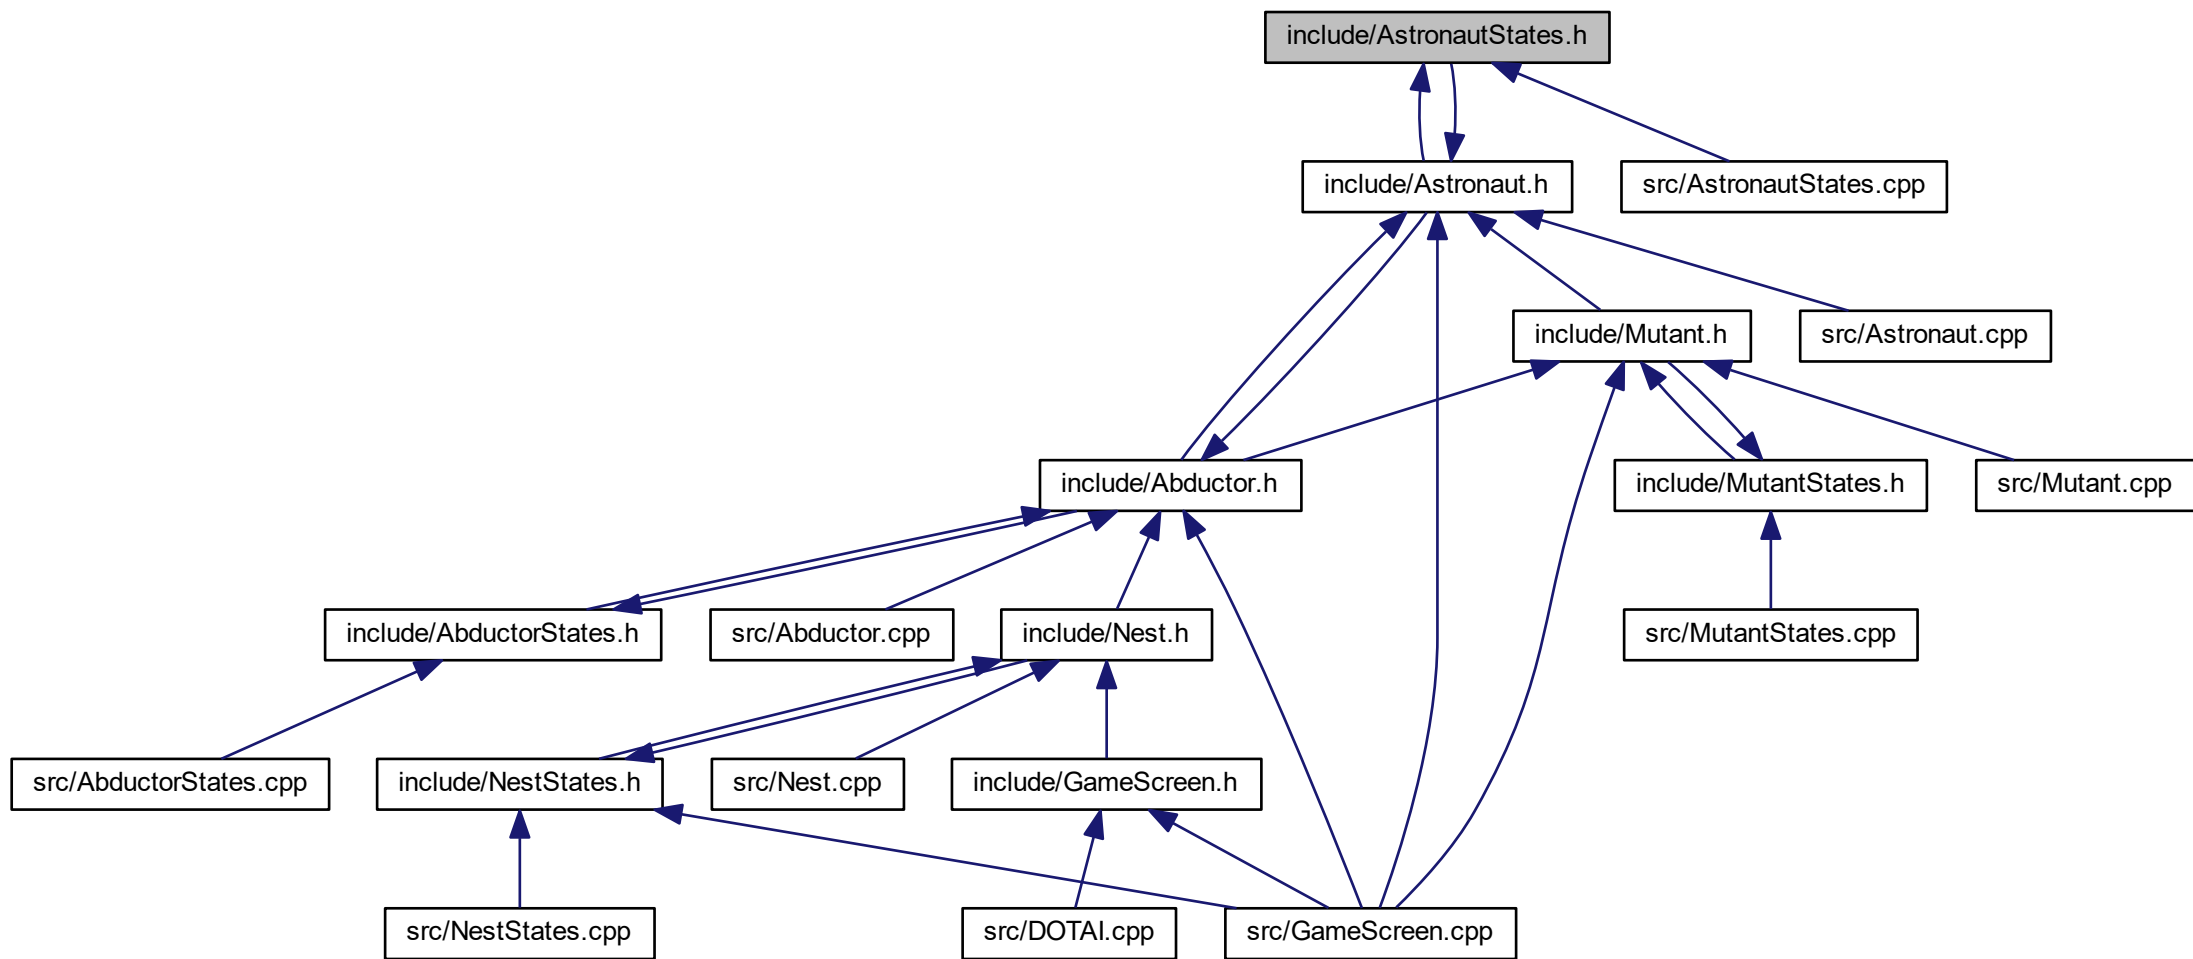 include/AstronautStates.h
include/Astronaut.h
src/AstronautStates.cpp
include/Mutant.h
src/Astronaut.cpp
include/Abductor.h
include/MutantStates.h
src/Mutant.cpp
include/AbductorStates.h
src/Abductor.cpp
include/Nest.h
src/MutantStates.cpp
src/AbductorStates.cpp
include/NestStates.h
src/Nest.cpp
include/GameScreen.h
src/NestStates.cpp
src/DOTAI.cpp
src/GameScreen.cpp